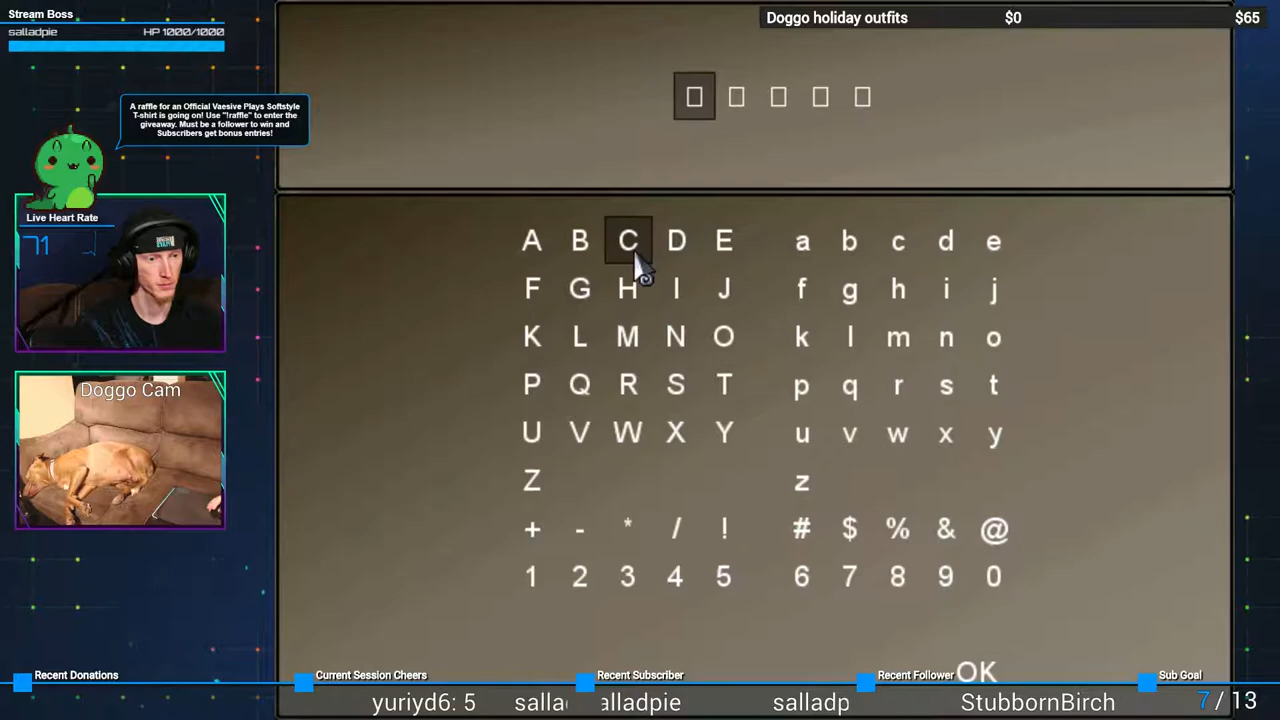 Stream Boss
salladpie HP 1000/1000
Doggo holiday outfits $0 $65
A raffle for an Official Vaesive Plays Softstyle
T-shirt is going on! Use "!raffle" to enter the
giveaway. Must be a follower to win and
Subscribers get bonus entries!
Live Heart Rate
71
Doggo Cam
A B C D E a b c d e
F G H I J f g h i j
K L M N O k l m n o
P Q R S T p q r s t
U V W X Y u v w x y
Z z
+ - * / ! # $ % & @
1 2 3 4 5 6 7 8 9 0
OK
Recent Donations
Current Session Cheers
yuriyd6: 5 salla
Recent Subscriber
alladpie salladp
Recent Follower
StubbornBirch
Sub Goal
7 / 13